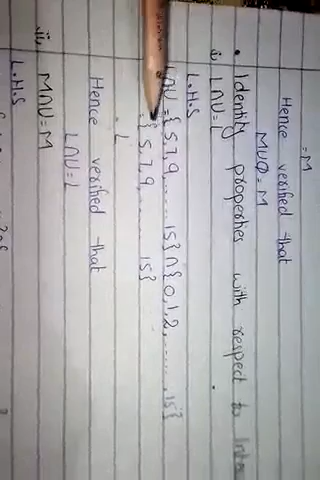 = M
Hence verified that
M∪Ø = M
• Identity properties with respect to
i, L∩U = L
L.H.S
L∩U = {5,7,9,......15} ∩ {0,1,2,......,15}
= {5,7,9,...... 15}
L
Hence verified that
L∩U = L
ii, M∩U = M
L.H.S